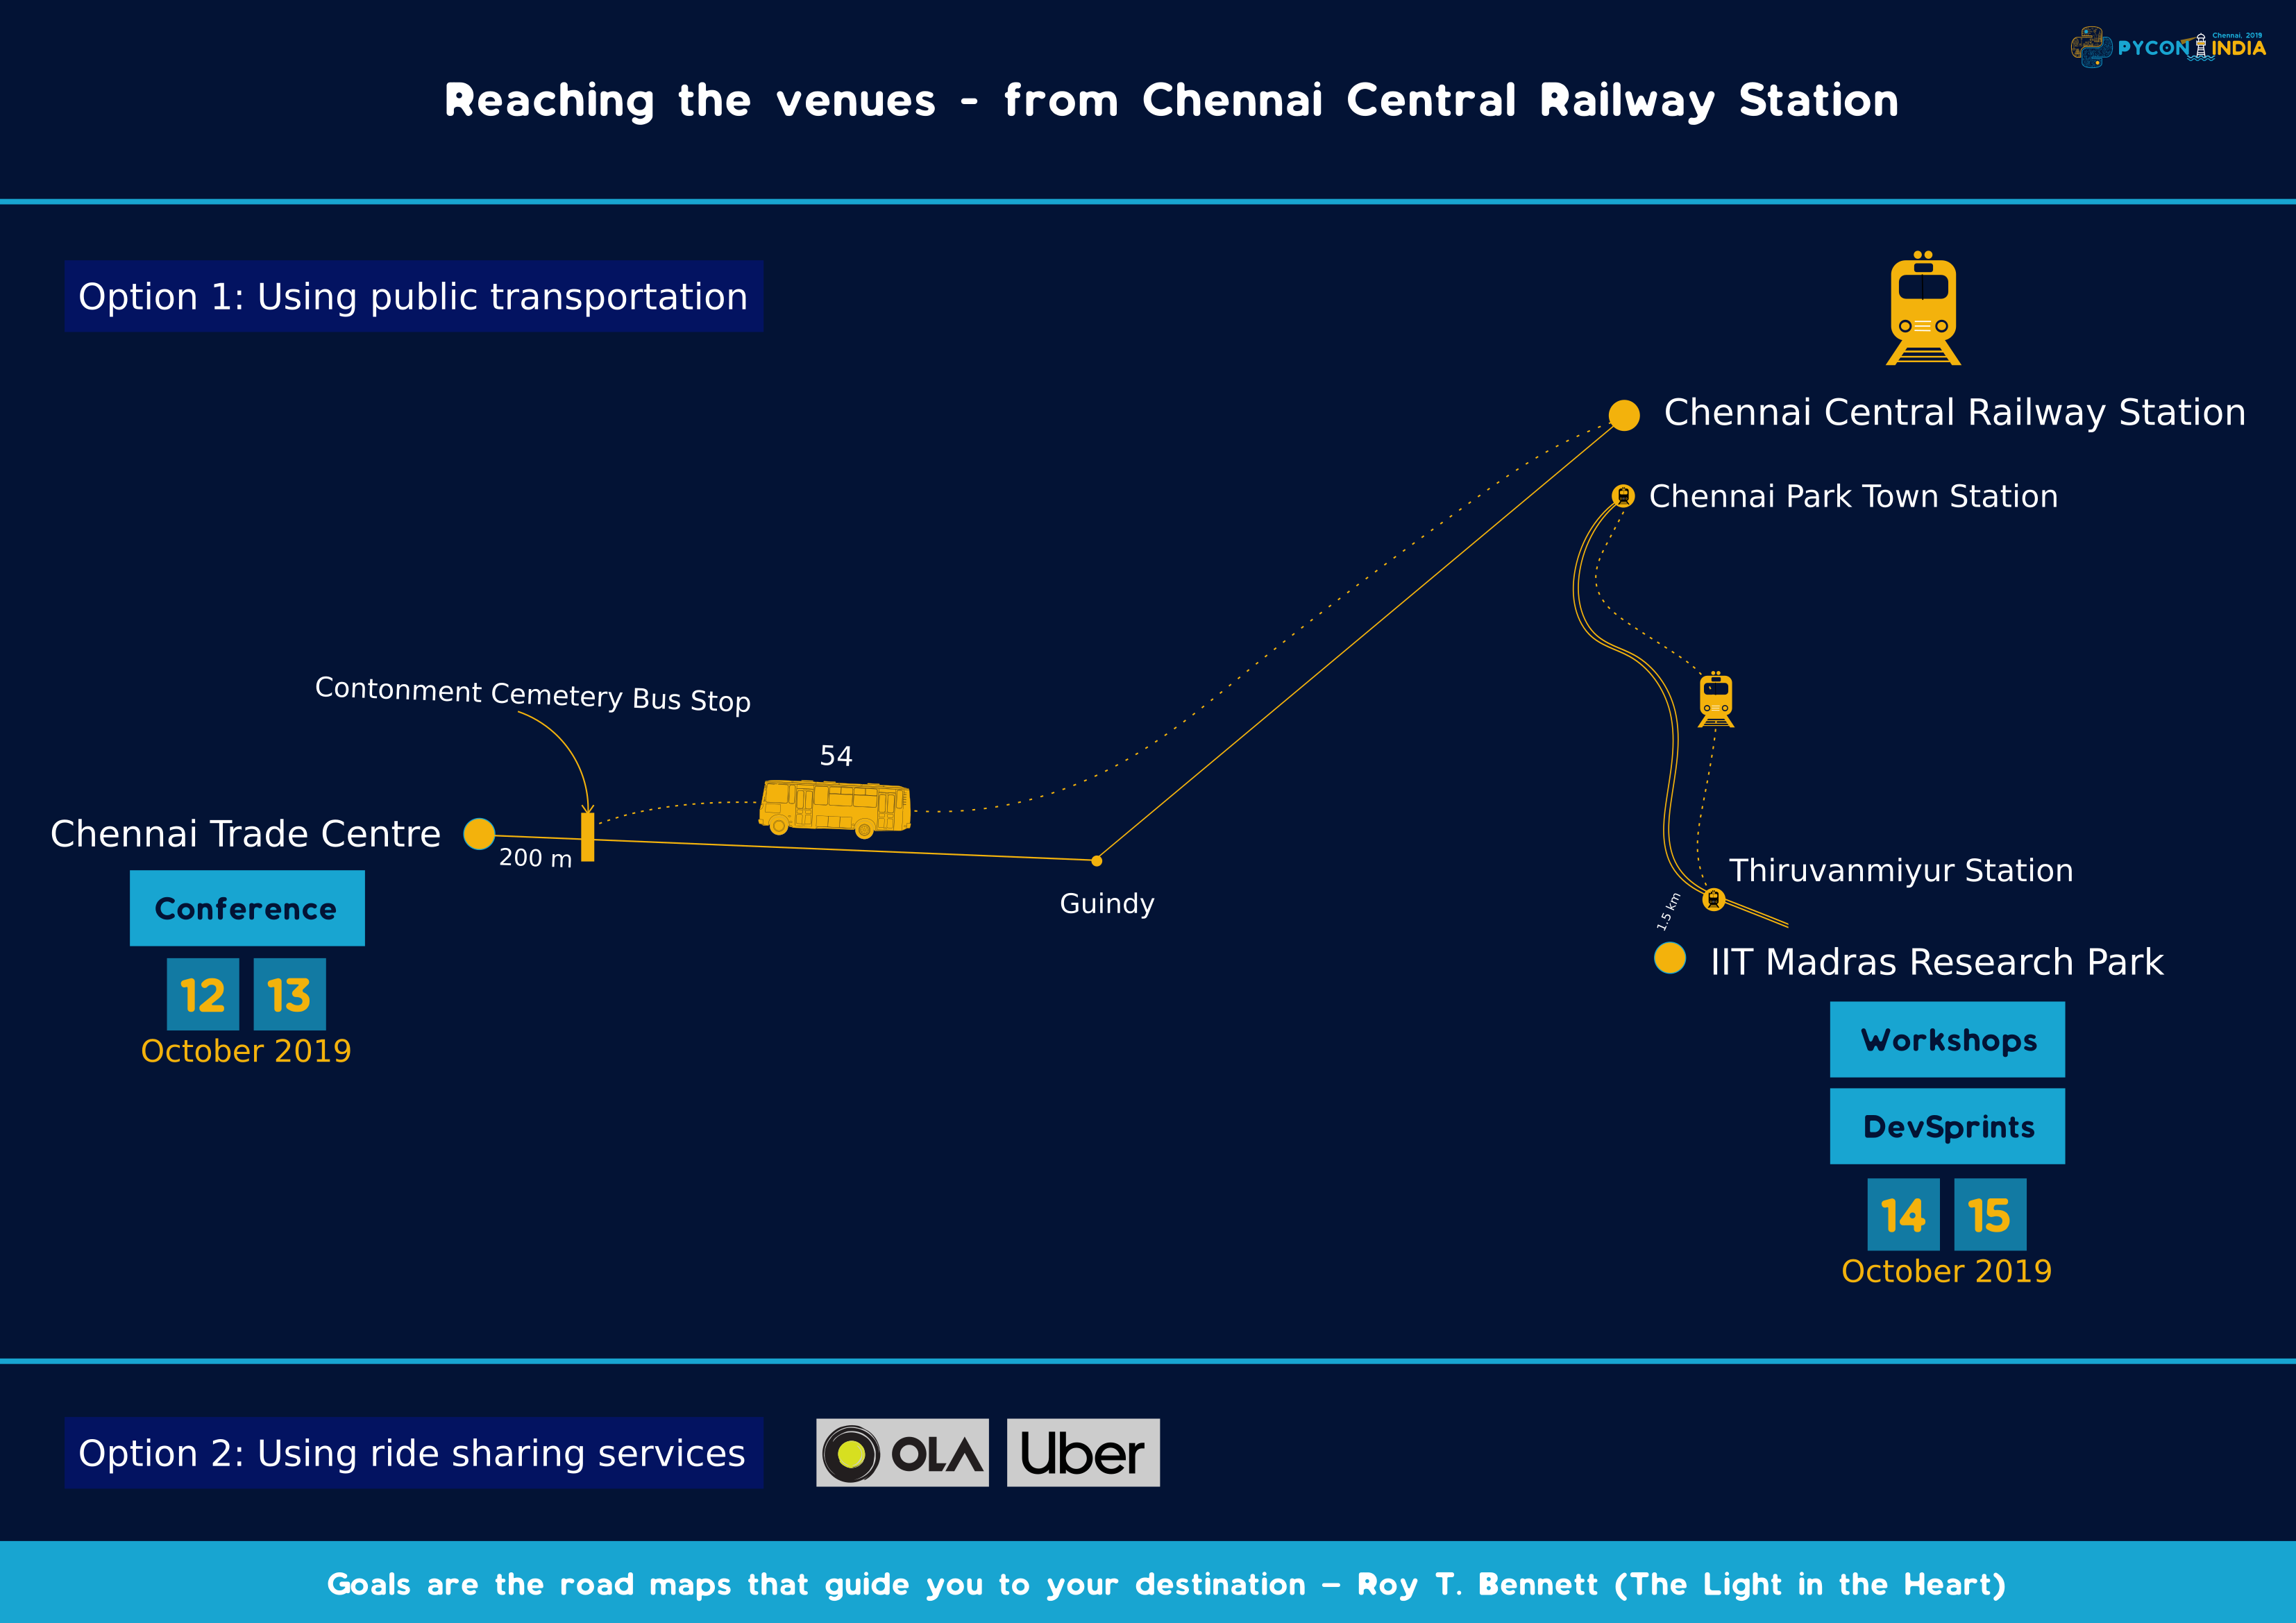 Chennai, 2019
PYCON INDIA
Reaching the venues - from Chennai Central Railway Station
Option 1: Using public transportation
Chennai Central Railway Station
Chennai Park Town Station
Contonment Cemetery Bus Stop
54
Chennai Trade Centre
200 m
Guindy
Conference
12 13
October 2019
Thiruvanmiyur Station
1.5 km
IIT Madras Research Park
Workshops
DevSprints
14 15
October 2019
Option 2: Using ride sharing services
OLA
Uber
Goals are the road maps that guide you to your destination – Roy T. Bennett (The Light in the Heart)